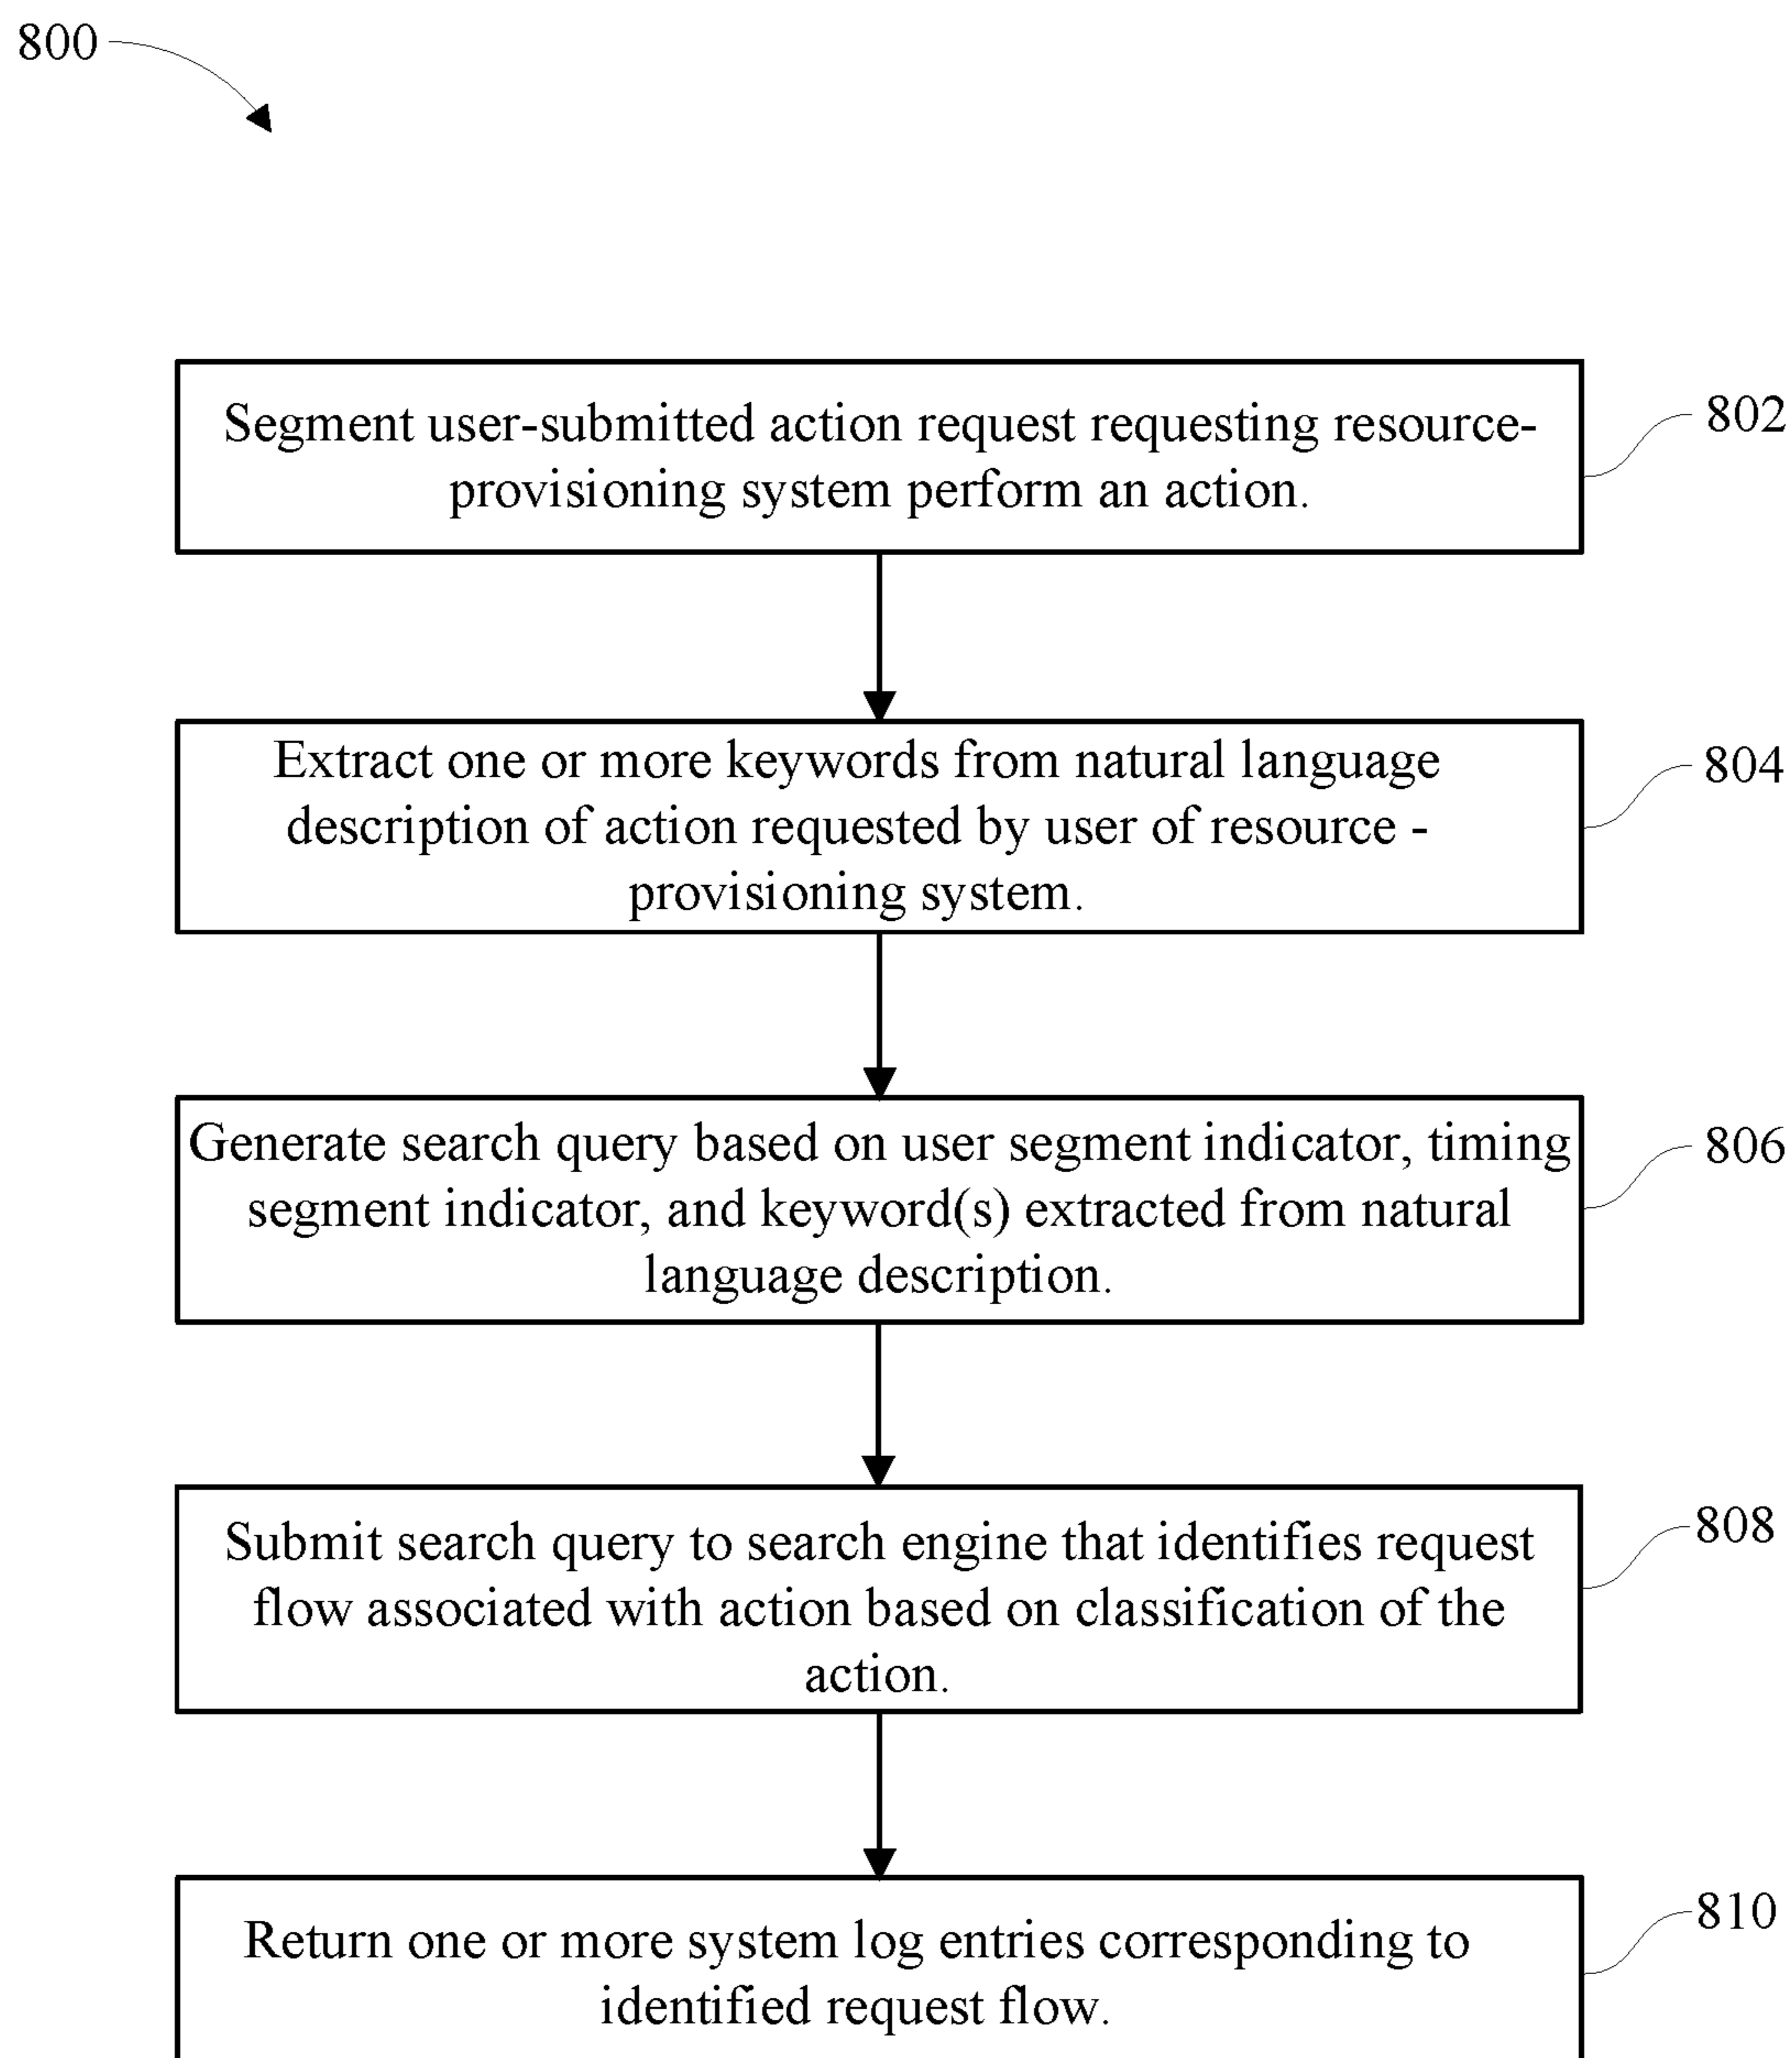 800
Segment user-submitted action request requesting resource-
provisioning system perform an action.
802
Extract one or more keywords from natural language
description of action requested by user of resource -
provisioning system.
804
Generate search query based on user segment indicator, timing
segment indicator, and keyword(s) extracted from natural
language description.
806
Submit search query to search engine that identifies request
flow associated with action based on classification of the
action.
808
Return one or more system log entries corresponding to
identified request flow.
810